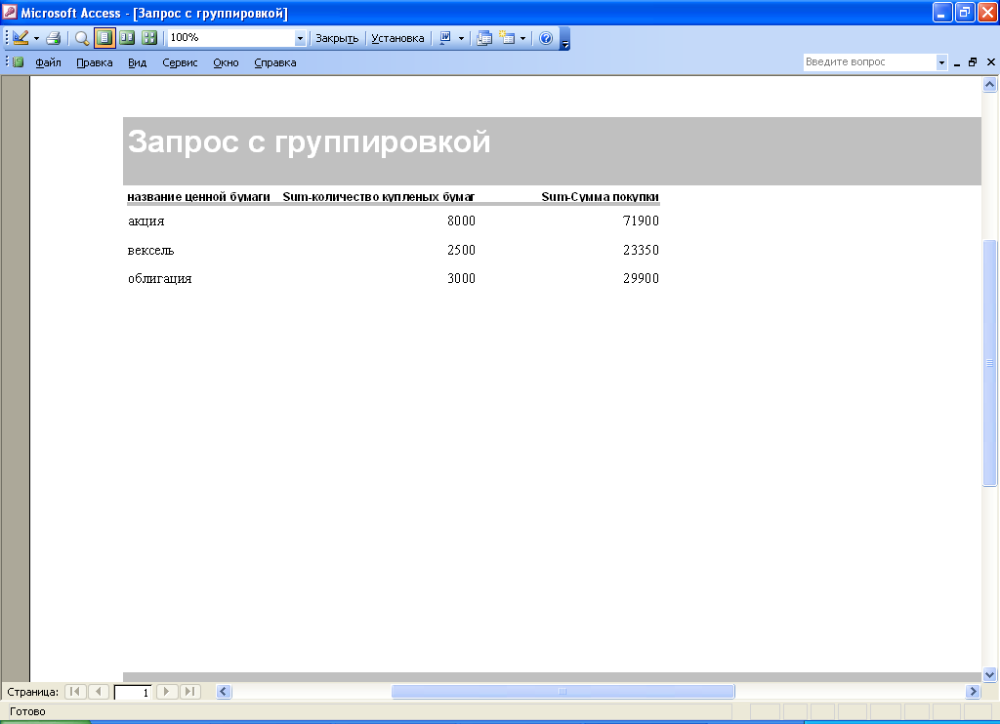 Microsoft Access - [Запрос с группировкой]
100% Закрыть Установка
Файл Правка Вид Сервис Окно Справка Введите вопрос
Запрос с группировкой
название ценной бумаги Sum-количество купленых бумаг Sum-Сумма покупки
акция 8000 71900
вексель 2500 23350
облигация 3000 29900
Страница: 1
Готово